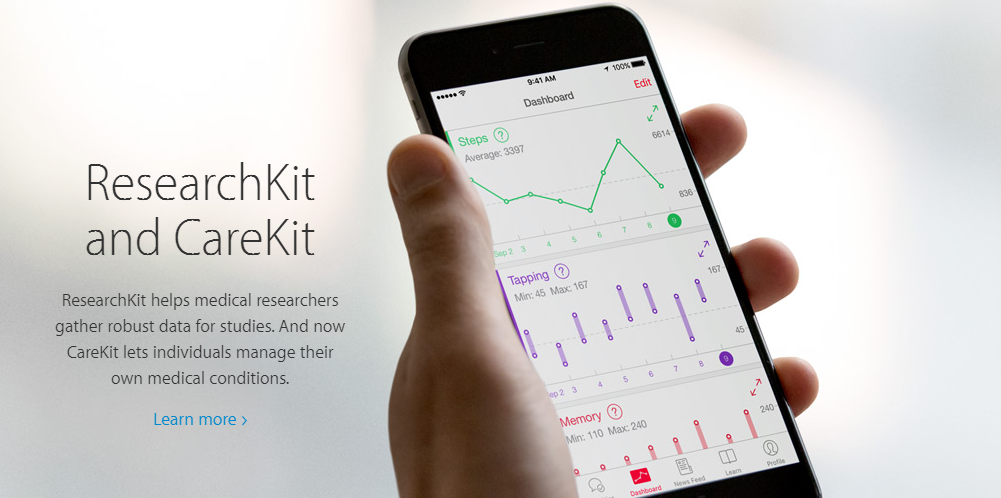 ResearchKit
and CareKit
ResearchKit helps medical researchers
gather robust data for studies. And now
CareKit lets individuals manage their
own medical conditions.
Learn more ›
9:41 AM
100%
Dashboard
Edit
Steps ?
Average: 3397
6614
836
Sep 2 3 4 5 6 7 8 9
Tapping ?
Min: 45 Max: 167
167
45
3 4 5 6 7 8 9
Memory ?
Min: 110 Max: 240
240
Dashboard
News Feed
Learn
Profile